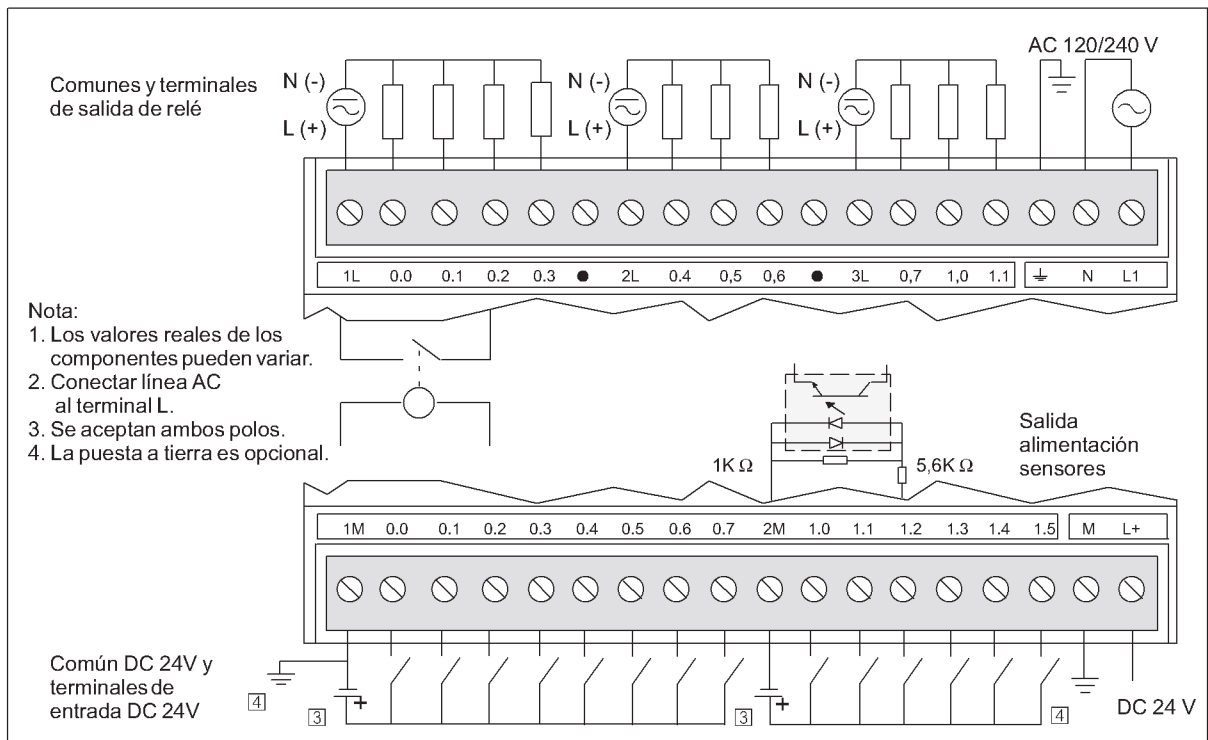 AC 120/240 V
Comunes y terminales
de salida de relé
N (-)
L (+)
N (-)
L (+)
N (-)
L (+)
1L 0.0 0.1 0.2 0.3 ● 2L 0.4 0,5 0,6 ● 3L 0,7 1,0 1.1 N L1
Nota:
1. Los valores reales de los
componentes pueden variar.
2. Conectar línea AC
al terminal L.
3. Se aceptan ambos polos.
4. La puesta a tierra es opcional.
1K Ω
5,6K Ω
Salida
alimentación
sensores
1M 0.0 0.1 0.2 0.3 0.4 0.5 0.6 0.7 2M 1.0 1.1 1.2 1.3 1.4 1.5 M L+
Común DC 24V y
terminales de
entrada DC 24V
4
3
+
3
+
4
DC 24 V